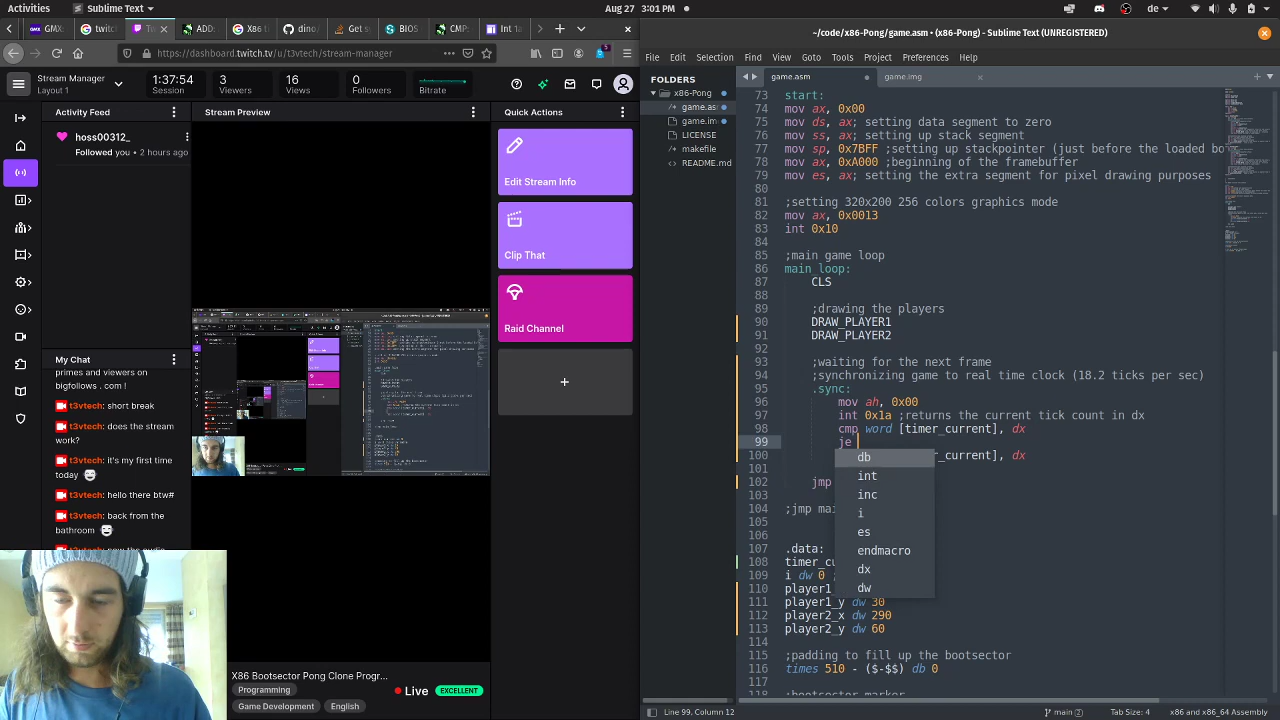 Activities
Sublime Text
Aug 27 3:01 PM
de
GMX:
twitch
Tw
ADD:
X86 t
dino/
Get s
BIOS
CMP:
Int 1a
https://dashboard.twitch.tv/u/t3vtech/stream-manager
Stream Manager
Layout 1
1:37:54
Session
3
Viewers
16
Views
0
Followers
Bitrate
Activity Feed
hoss00312_
Followed you • 2 hours ago
My Chat
primes and viewers on
bigfollows . com !
t3vtech: short break
t3vtech: does the stream
work?
t3vtech: it's my first time
today
t3vtech: hello there btw#
t3vtech: back from the
bathroom
Stream Preview
X86 Bootsector Pong Clone Progr...
Programming
Game Development
English
Live
EXCELLENT
Quick Actions
Edit Stream Info
Clip That
Raid Channel
~/code/x86-Pong/game.asm • (x86-Pong) - Sublime Text (UNREGISTERED)
File Edit Selection Find View Goto Tools Project Preferences Help
FOLDERS
x86-Pong
game.as
game.im
LICENSE
makefile
README.md
game.asm
game.img
73 start:
74 mov ax, 0x00
75 mov ds, ax; setting data segment to zero
76 mov ss, ax; setting up stack segment
77 mov sp, 0x7BFF ;setting up stackpointer (just before the loaded bo
78 mov ax, 0xA000 ;beginning of the framebuffer
79 mov es, ax; setting the extra segment for pixel drawing purposes
80
81 ;setting 320x200 256 colors graphics mode
82 mov ax, 0x0013
83 int 0x10
84
85 ;main game loop
86 main_loop:
87 CLS
88
89 ;drawing the players
90 DRAW_PLAYER1
91 DRAW_PLAYER2
92
93 ;waiting for the next frame
94 ;synchronizing game to real time clock (18.2 ticks per sec)
95 .sync:
96 mov ah, 0x00
97 int 0x1a ;returns the current tick count in dx
98 cmp word [timer_current], dx
99 je
100 r_current], dx
101
102 jmp
103
104 ;jmp mai
105
106
107 .data:
108 timer_cu
109 i dw 0 ;
110 player1_
111 player1_y dw 30
112 player2_x dw 290
113 player2_y dw 60
114
115 ;padding to fill up the bootsector
116 times 510 - ($-$$) db 0
117
118 ;bootsector marker
db
int
inc
i
es
endmacro
dx
dw
Line 99, Column 12
main (2)
Tab Size: 4
x86 and x86_64 Assembly